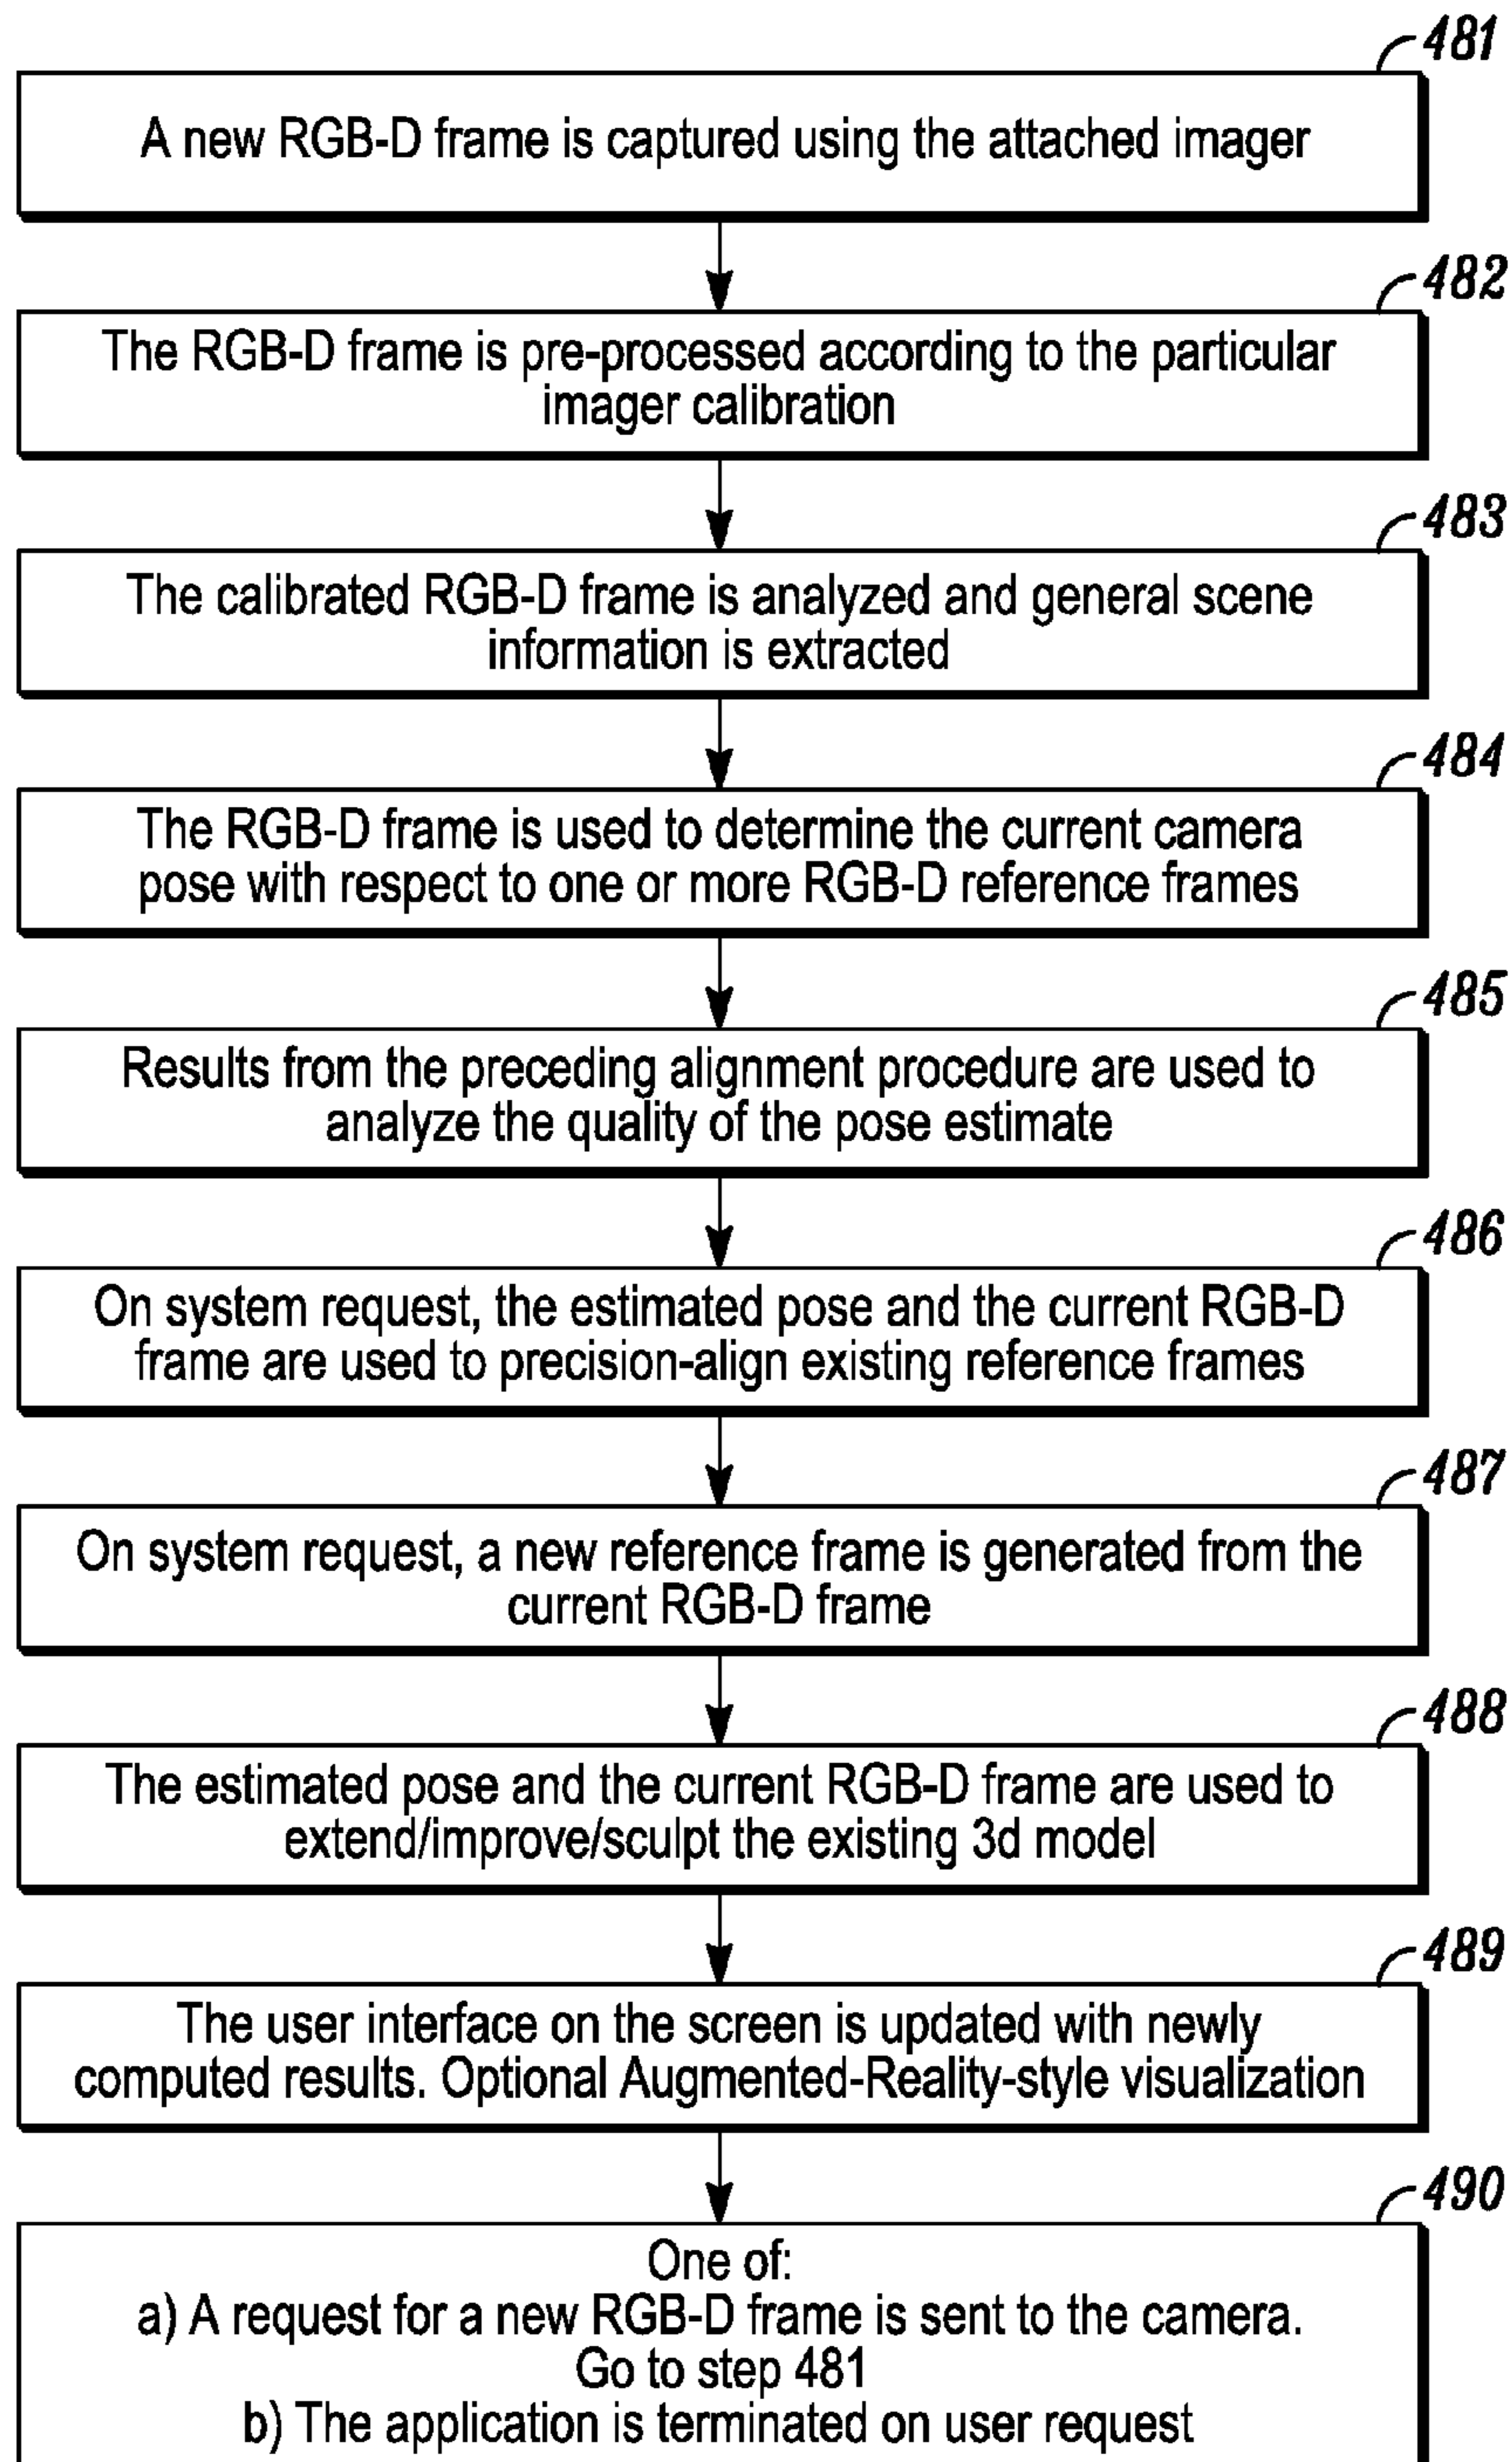 481
A new RGB-D frame is captured using the attached imager
482
The RGB-D frame is pre-processed according to the particular
imager calibration
483
The calibrated RGB-D frame is analyzed and general scene
information is extracted
484
The RGB-D frame is used to determine the current camera
pose with respect to one or more RGB-D reference frames
485
Results from the preceding alignment procedure are used to
analyze the quality of the pose estimate
486
On system request, the estimated pose and the current RGB-D
frame are used to precision-align existing reference frames
487
On system request, a new reference frame is generated from the
current RGB-D frame
488
The estimated pose and the current RGB-D frame are used to
extend/improve/sculpt the existing 3d model
489
The user interface on the screen is updated with newly
computed results. Optional Augmented-Reality-style visualization
490
One of:
a) A request for a new RGB-D frame is sent to the camera.
Go to step 481
b) The application is terminated on user request